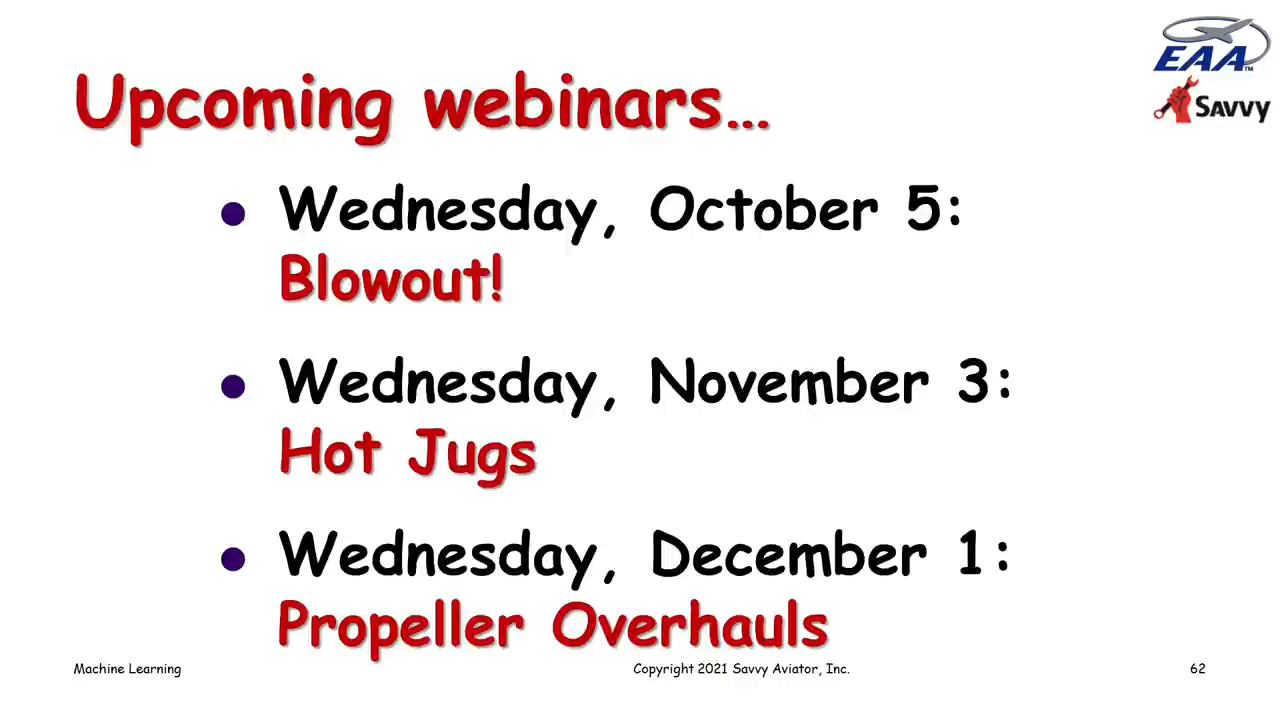 EAA™
Savvy
Upcoming webinars...
Wednesday, October 5:
Blowout!
Wednesday, November 3:
Hot Jugs
Wednesday, December 1:
Propeller Overhauls
Machine Learning
Copyright 2021 Savvy Aviator, Inc.
62